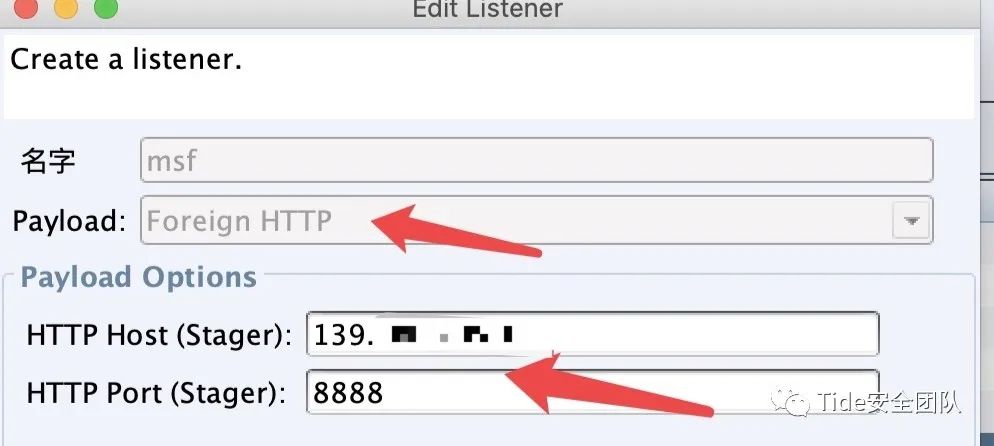 Edit Listener
Create a listener.
名字 msf
Payload: Foreign HTTP
Payload Options
HTTP Host (Stager): 139.
HTTP Port (Stager): 8888
Tide安全团队